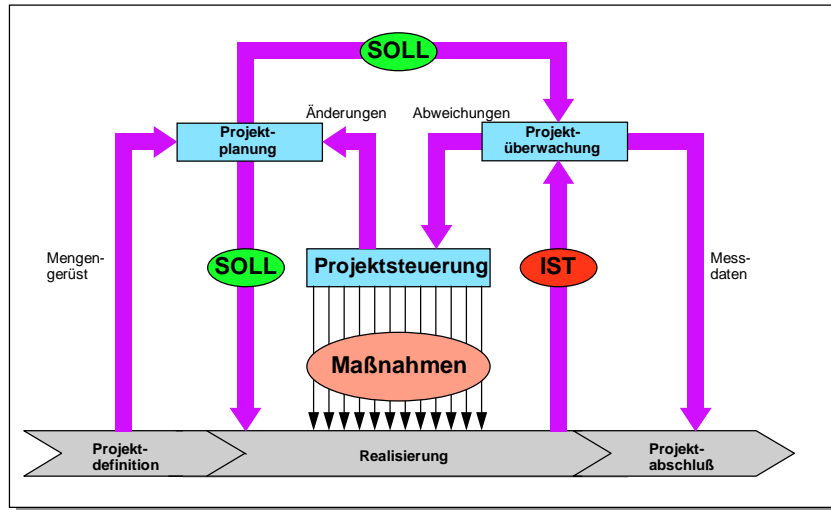 SOLL
Änderungen
Abweichungen
Projekt-
planung
Projekt-
überwachung
Mengen-
gerüst
SOLL
Projektsteuerung
IST
Mess-
daten
Maßnahmen
Projekt-
definition
Realisierung
Projekt-
abschluß